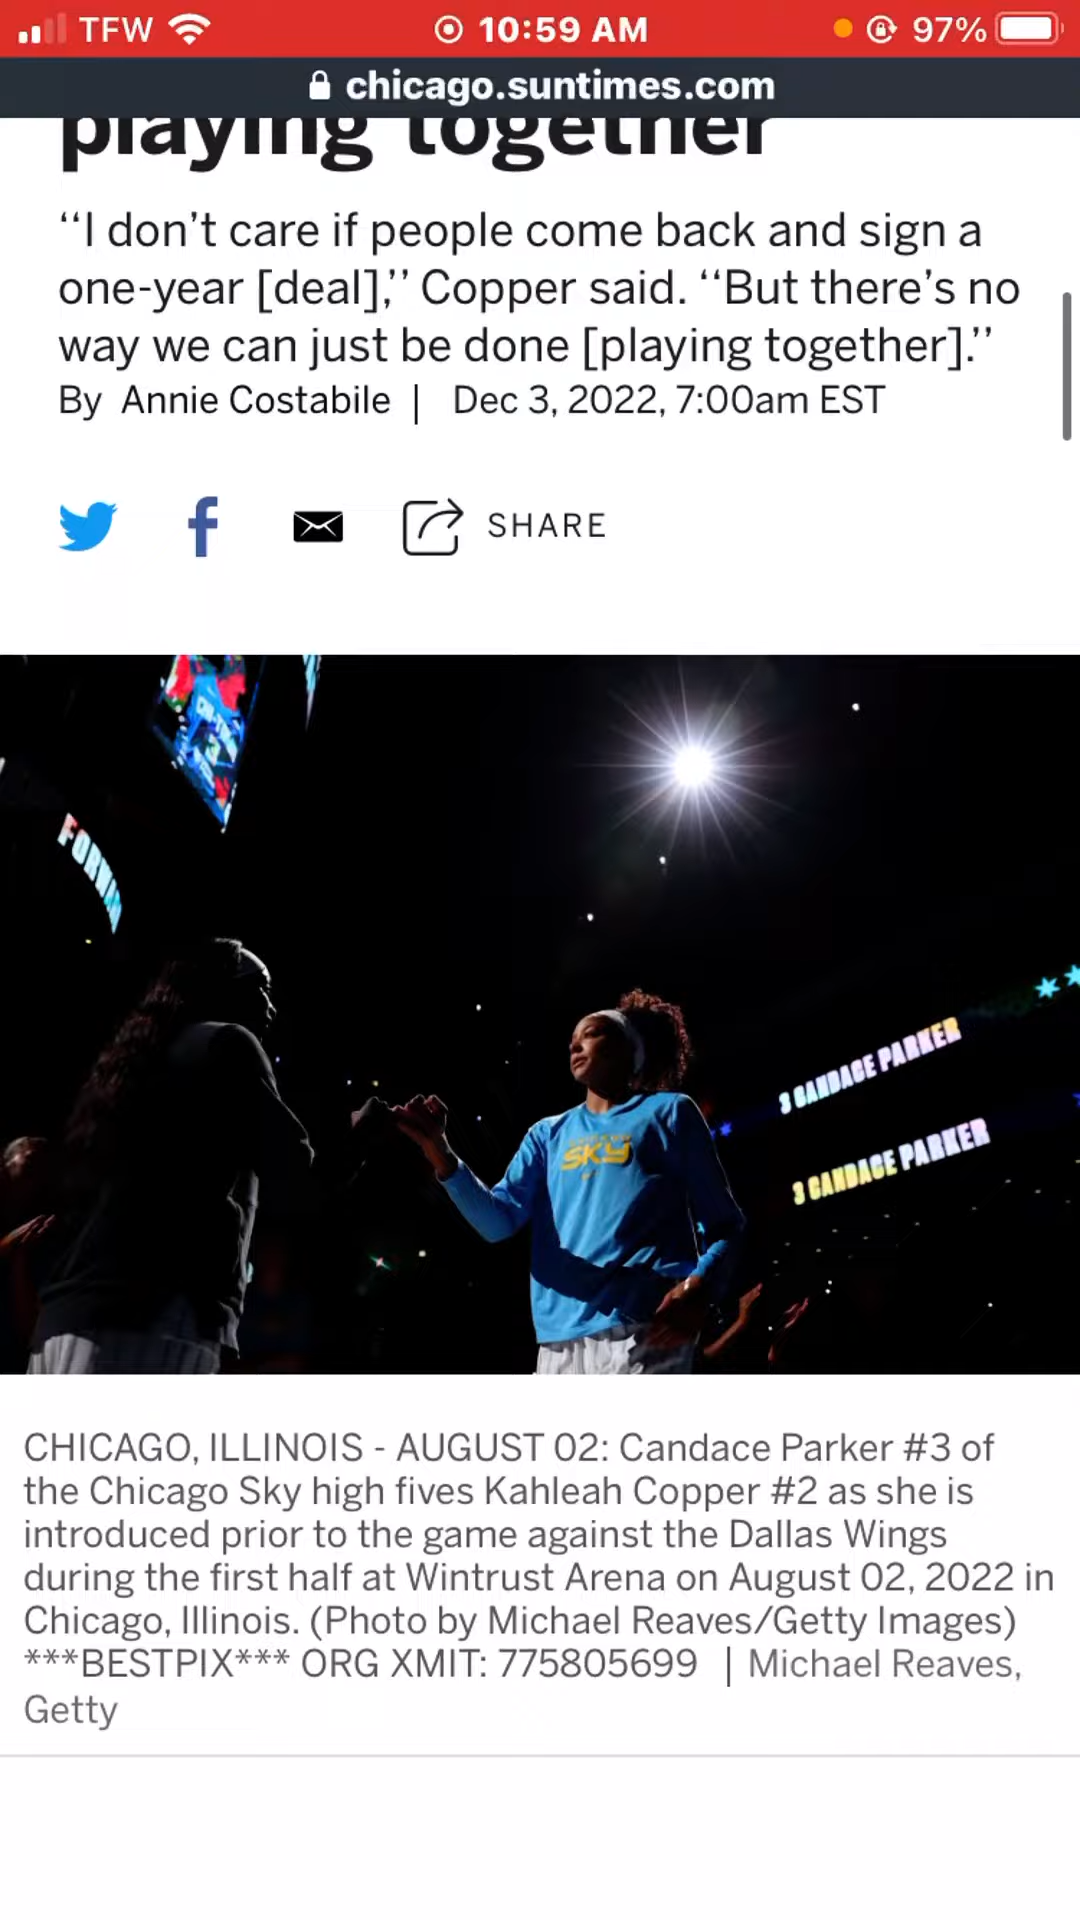 TFW 10:59 AM 97%
chicago.suntimes.com
playing together
“I don’t care if people come back and sign a
one-year [deal],’’ Copper said. “But there’s no
way we can just be done [playing together].’’
By Annie Costabile | Dec 3, 2022, 7:00am EST
SHARE
SKY
3 CANDACE PARKER
3 CANDACE PARKER
CHICAGO, ILLINOIS - AUGUST 02: Candace Parker #3 of
the Chicago Sky high fives Kahleah Copper #2 as she is
introduced prior to the game against the Dallas Wings
during the first half at Wintrust Arena on August 02, 2022 in
Chicago, Illinois. (Photo by Michael Reaves/Getty Images)
***BESTPIX*** ORG XMIT: 775805699 | Michael Reaves,
Getty